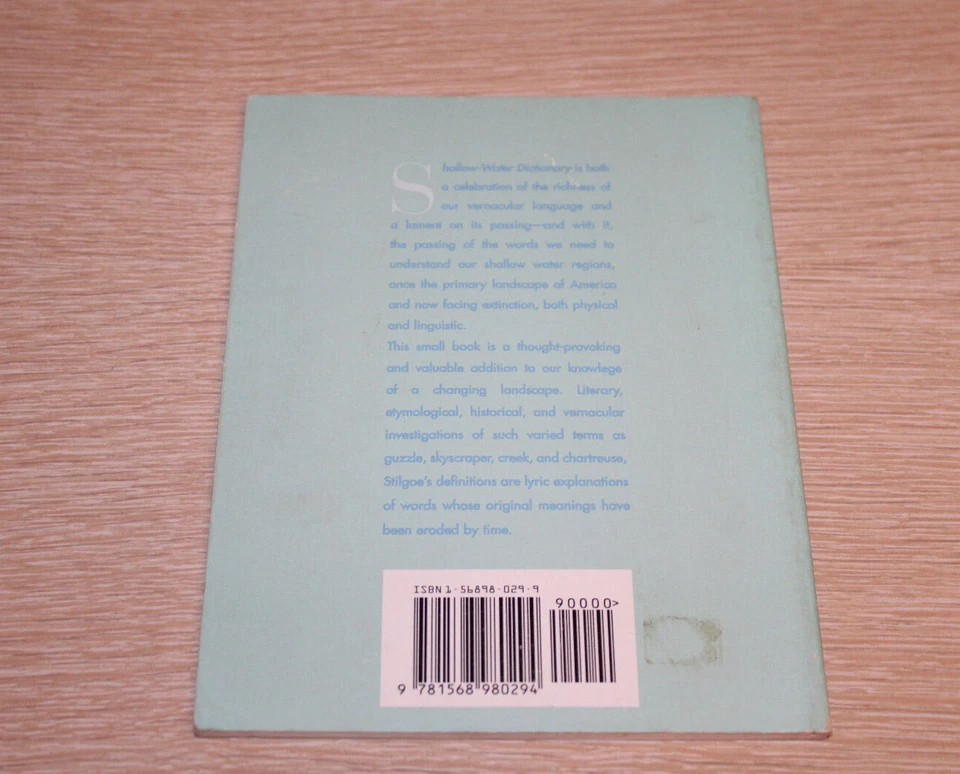 Shallow-Water Dictionary is both
a celebration of the richness of
our vernacular language and
a lament on its passing—and with it,
the passing of the words we need to
understand our shallow water regions,
once the primary landscape of America
and now facing extinction, both physical
and linguistic.
This small book is a thought-provoking
and valuable addition to our knowlege
of a changing landscape. Literary,
etymological, historical, and vernacular
investigations of such varied terms as
guzzle, skyscraper, creek, and chartreuse,
Stilgoe's definitions are lyric explanations
of words whose original meanings have
been eroded by time.
ISBN 1-56898-029-9
90000>
9 781568 980294